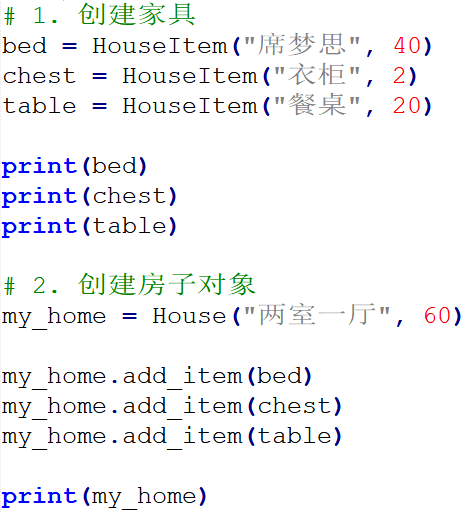 # 1. 创建家具
bed = HouseItem("席梦思", 40)
chest = HouseItem("衣柜", 2)
table = HouseItem("餐桌", 20)
print(bed)
print(chest)
print(table)
# 2. 创建房子对象
my_home = House("两室一厅", 60)
my_home.add_item(bed)
my_home.add_item(chest)
my_home.add_item(table)
print(my_home)